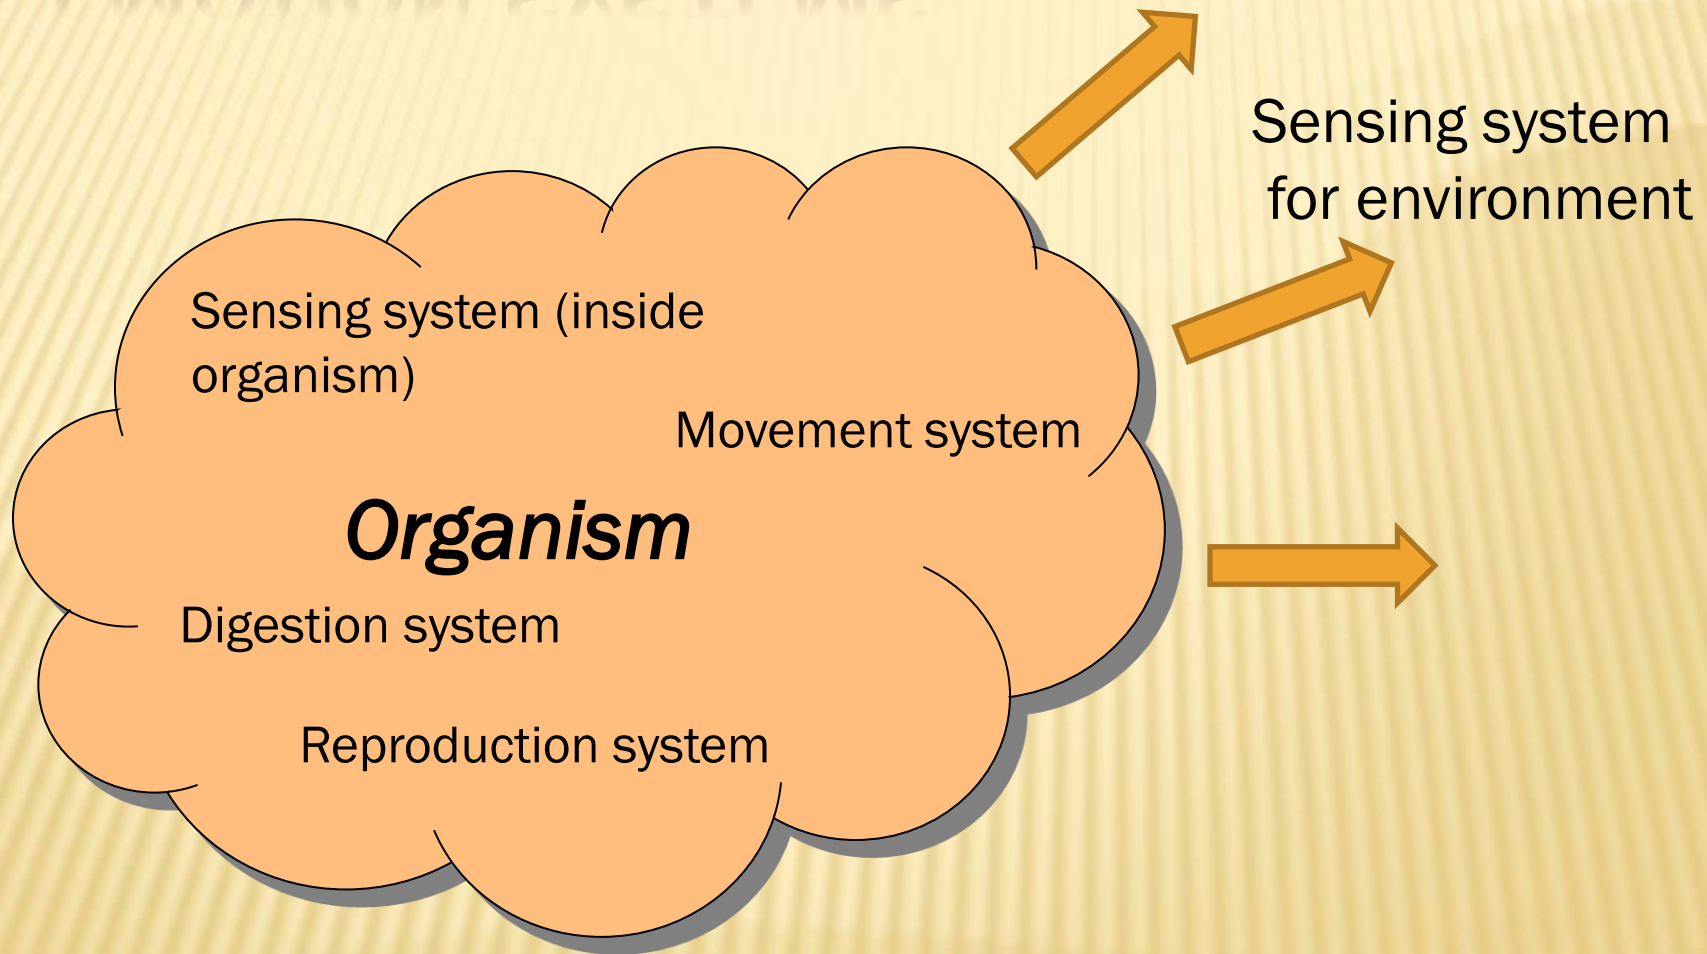 Sensing system
for environment
Sensing system (inside
organism)
Movement system
Organism
Digestion system
Reproduction system